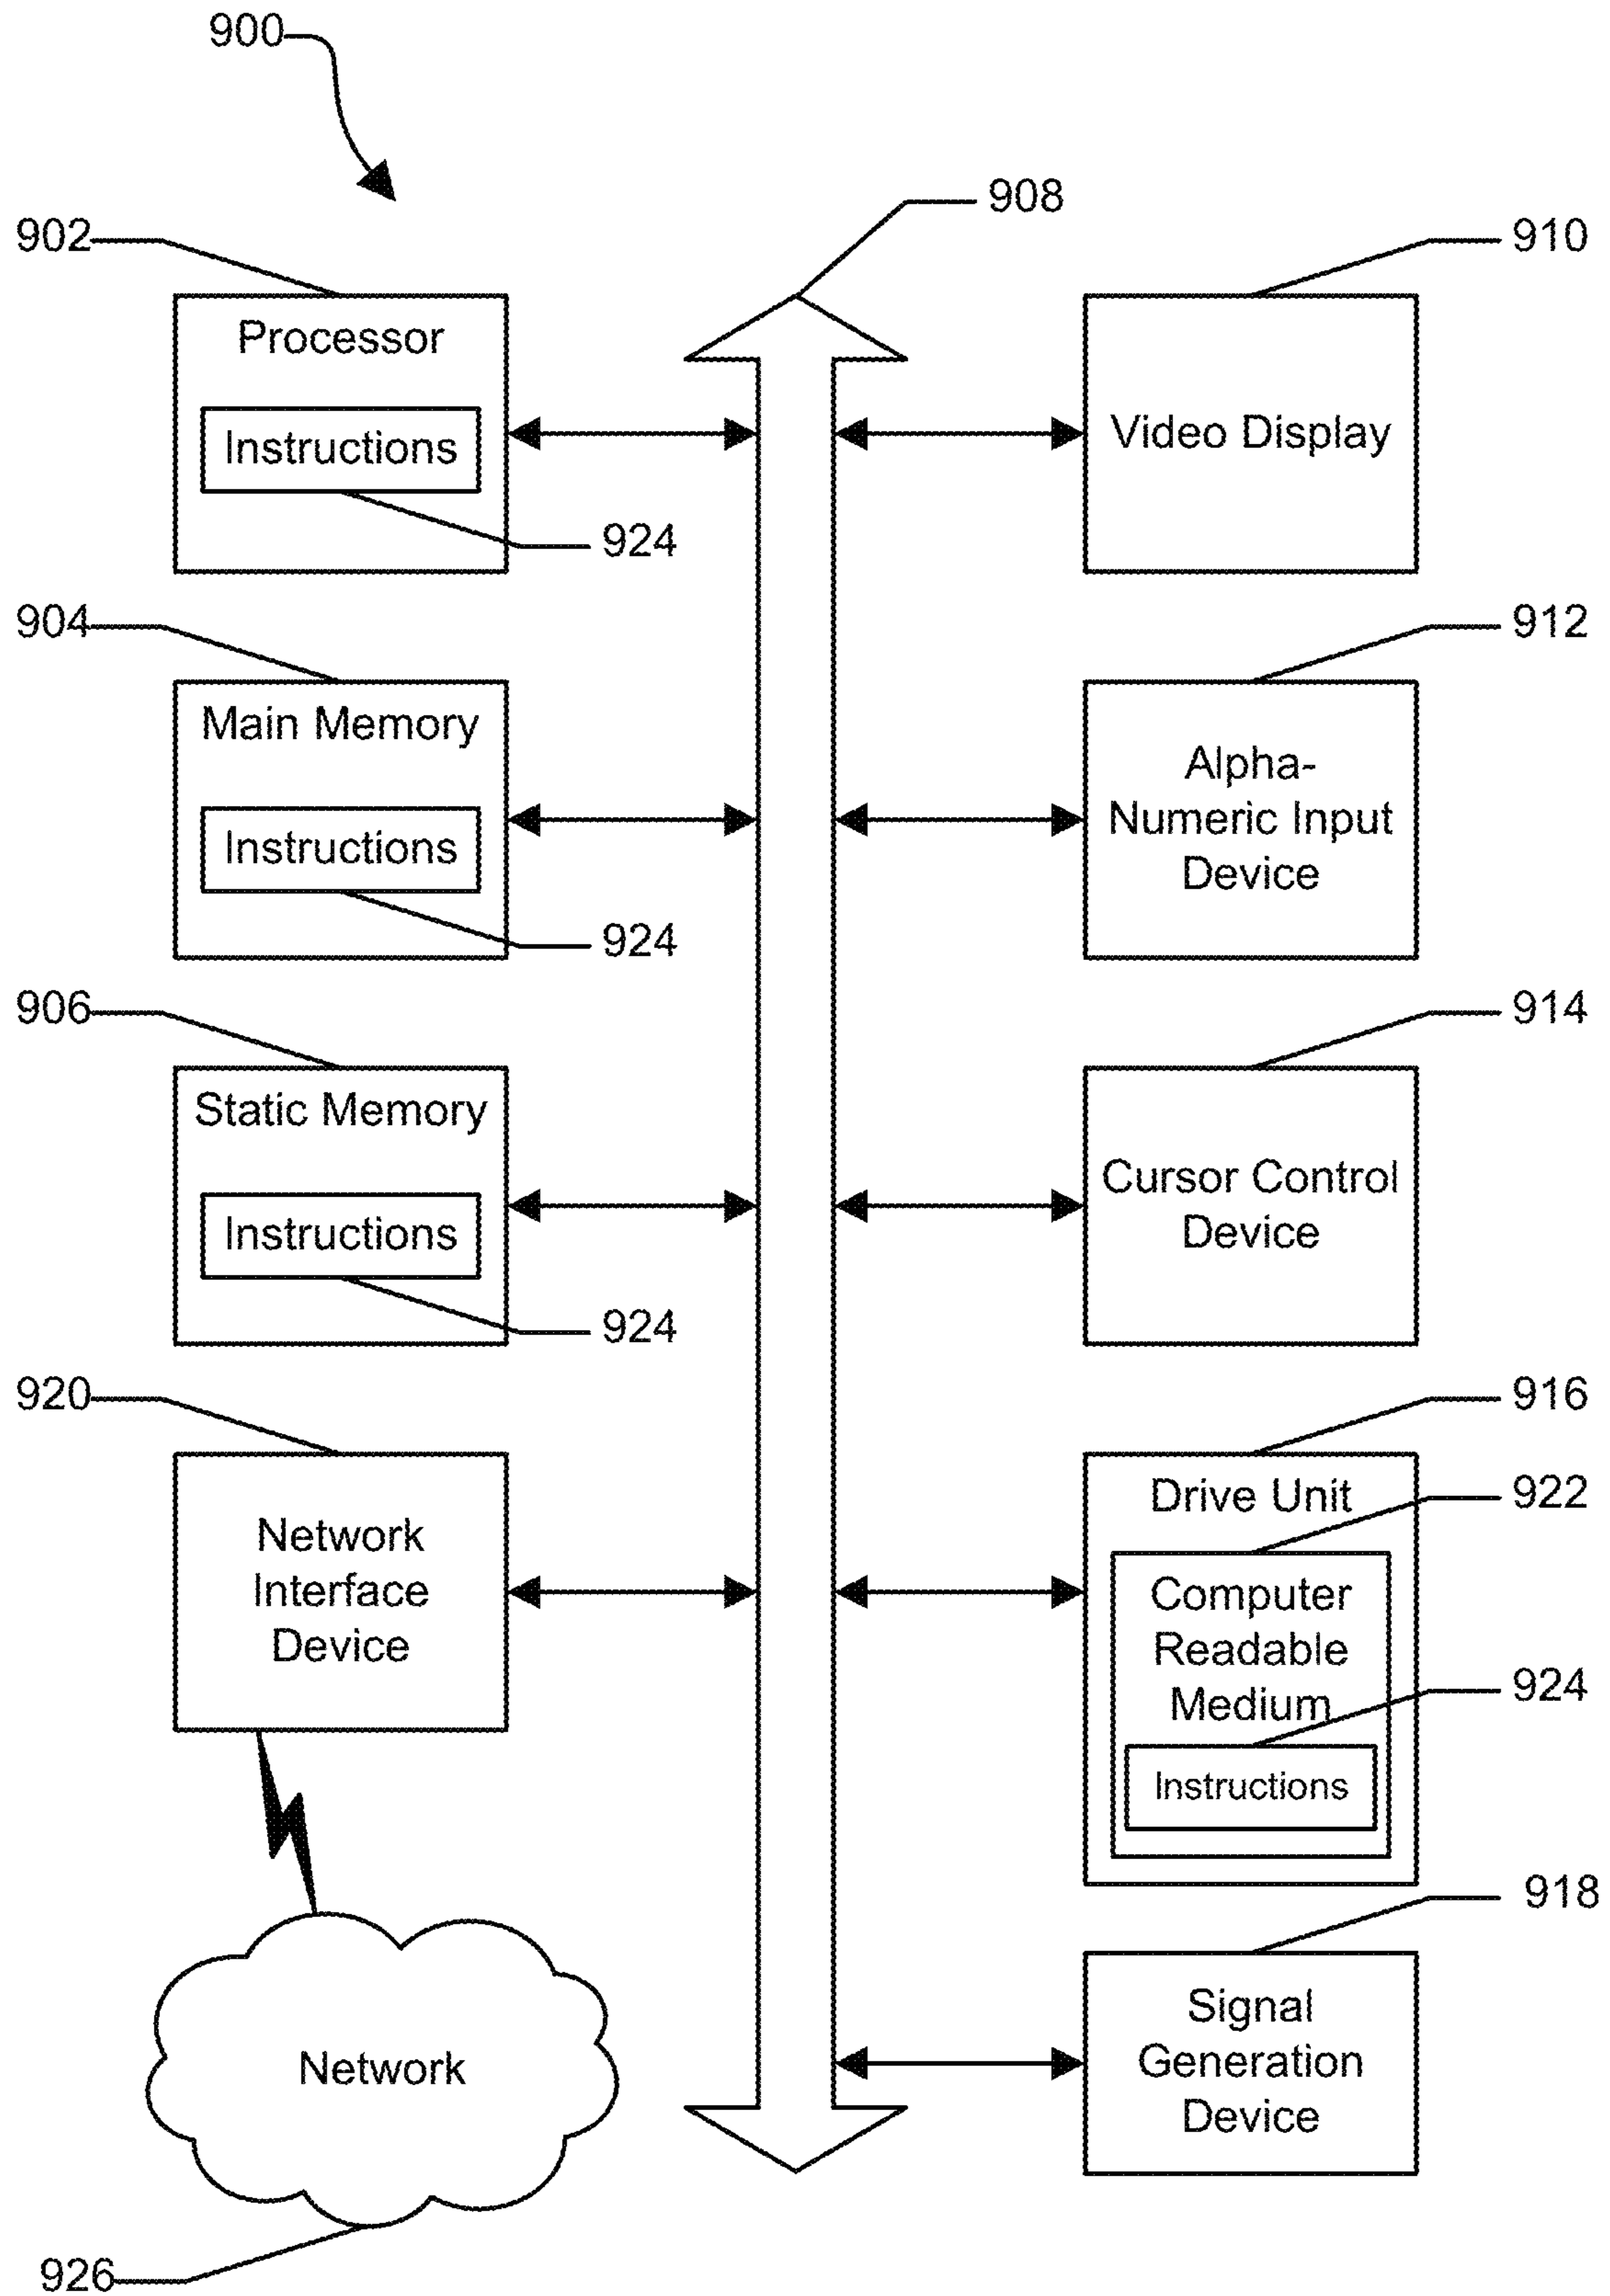 900
908
902
910
Processor
Instructions
924
Video Display
904
912
Main Memory
Instructions
924
Alpha-
Numeric Input
Device
906
914
Static Memory
Instructions
924
Cursor Control
Device
920
916
Network
Interface
Device
Drive Unit
922
Computer
Readable
Medium
924
Instructions
918
Signal
Generation
Device
Network
926